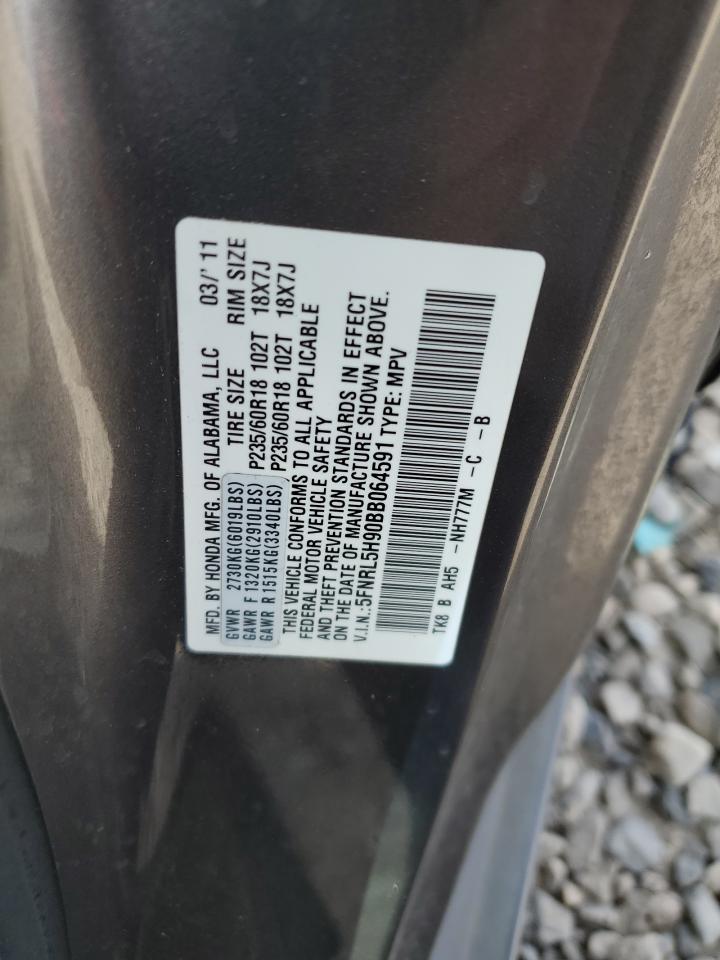 MFD. BY HONDA MFG. OF ALABAMA, LLC 03/'11
TIRE SIZE RIM SIZE
GVWR 2730KG(6019LBS)
GAWR F 1320KG(2910LBS) P235/60R18 102T 18X7J
GAWR R 1515KG(3340LBS) P235/60R18 102T 18X7J
THIS VEHICLE CONFORMS TO ALL APPLICABLE
FEDERAL MOTOR VEHICLE SAFETY
AND THEFT PREVENTION STANDARDS IN EFFECT
ON THE DATE OF MANUFACTURE SHOWN ABOVE.
V.I.N.:5FNRL5H90BB064591 TYPE: MPV
TK8 B AH5 -NH777M -C -B